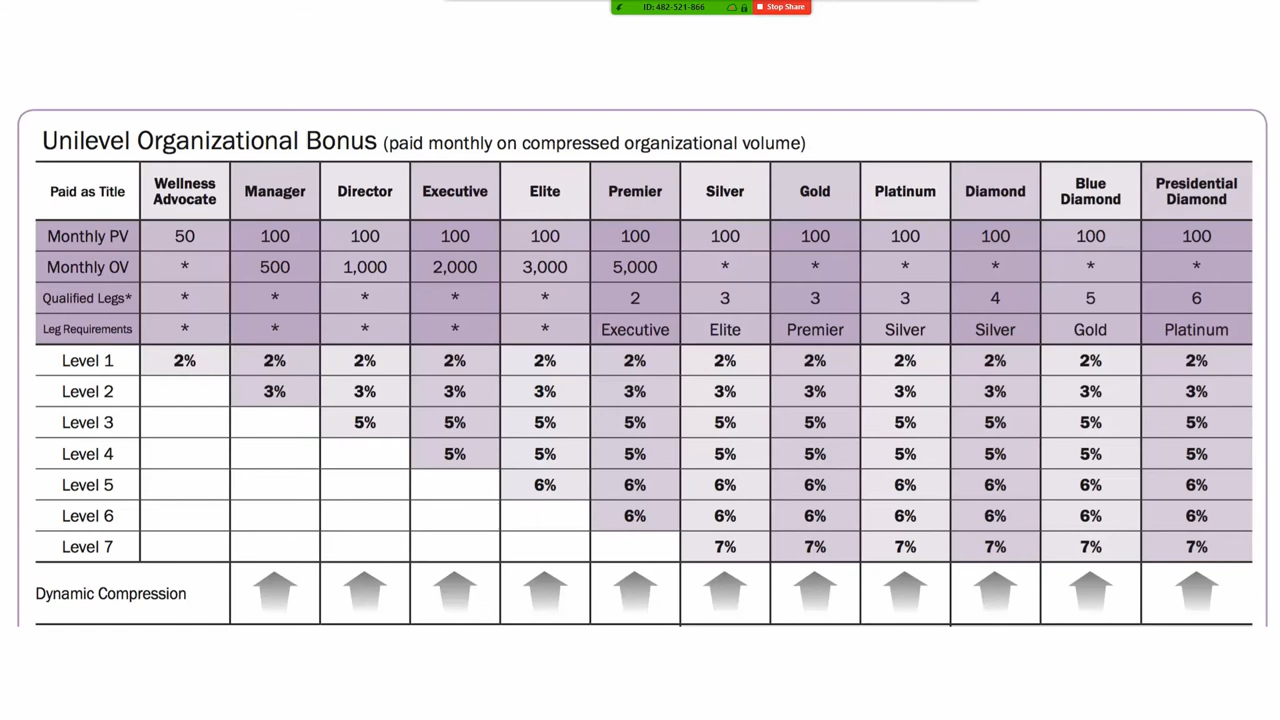 ID: 482-521-866 Stop Share
Unilevel Organizational Bonus (paid monthly on compressed organizational volume)
Paid as Title Wellness Advocate Manager Director Executive Elite Premier Silver Gold Platinum Diamond Blue Diamond Presidential Diamond
Monthly PV 50 100 100 100 100 100 100 100 100 100 100 100
Monthly OV * 500 1,000 2,000 3,000 5,000 * * * * * *
Qualified Legs* * * * * * 2 3 3 3 4 5 6
Leg Requirements * * * * * Executive Elite Premier Silver Silver Gold Platinum
Level 1 2% 2% 2% 2% 2% 2% 2% 2% 2% 2% 2% 2%
Level 2 3% 3% 3% 3% 3% 3% 3% 3% 3% 3% 3%
Level 3 5% 5% 5% 5% 5% 5% 5% 5% 5% 5%
Level 4 5% 5% 5% 5% 5% 5% 5% 5% 5%
Level 5 6% 6% 6% 6% 6% 6% 6% 6%
Level 6 6% 6% 6% 6% 6% 6% 6%
Level 7 7% 7% 7% 7% 7% 7%
Dynamic Compression